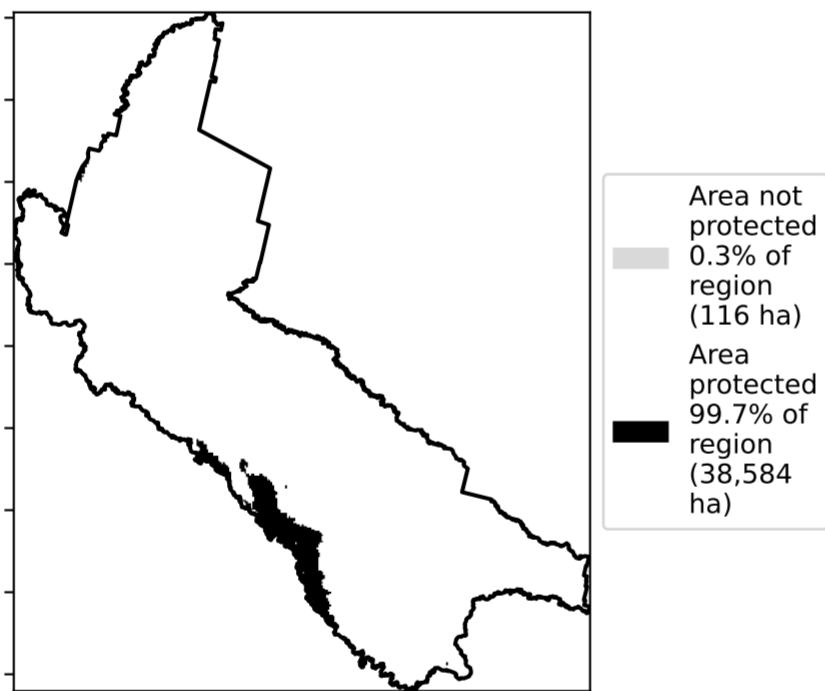 Area not
protected
0.3% of
region
(116 ha)
Area
protected
99.7% of
region
(38,584
ha)